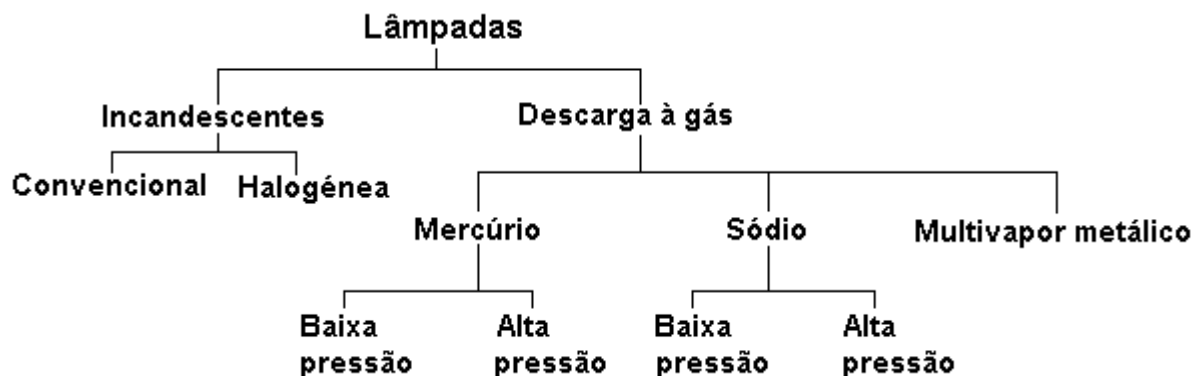 Lâmpadas
Incandescentes
Descarga à gás
Convencional
Halogénea
Mercúrio
Sódio
Multivapor metálico
Baixa
pressão
Alta
pressão
Baixa
pressão
Alta
pressão